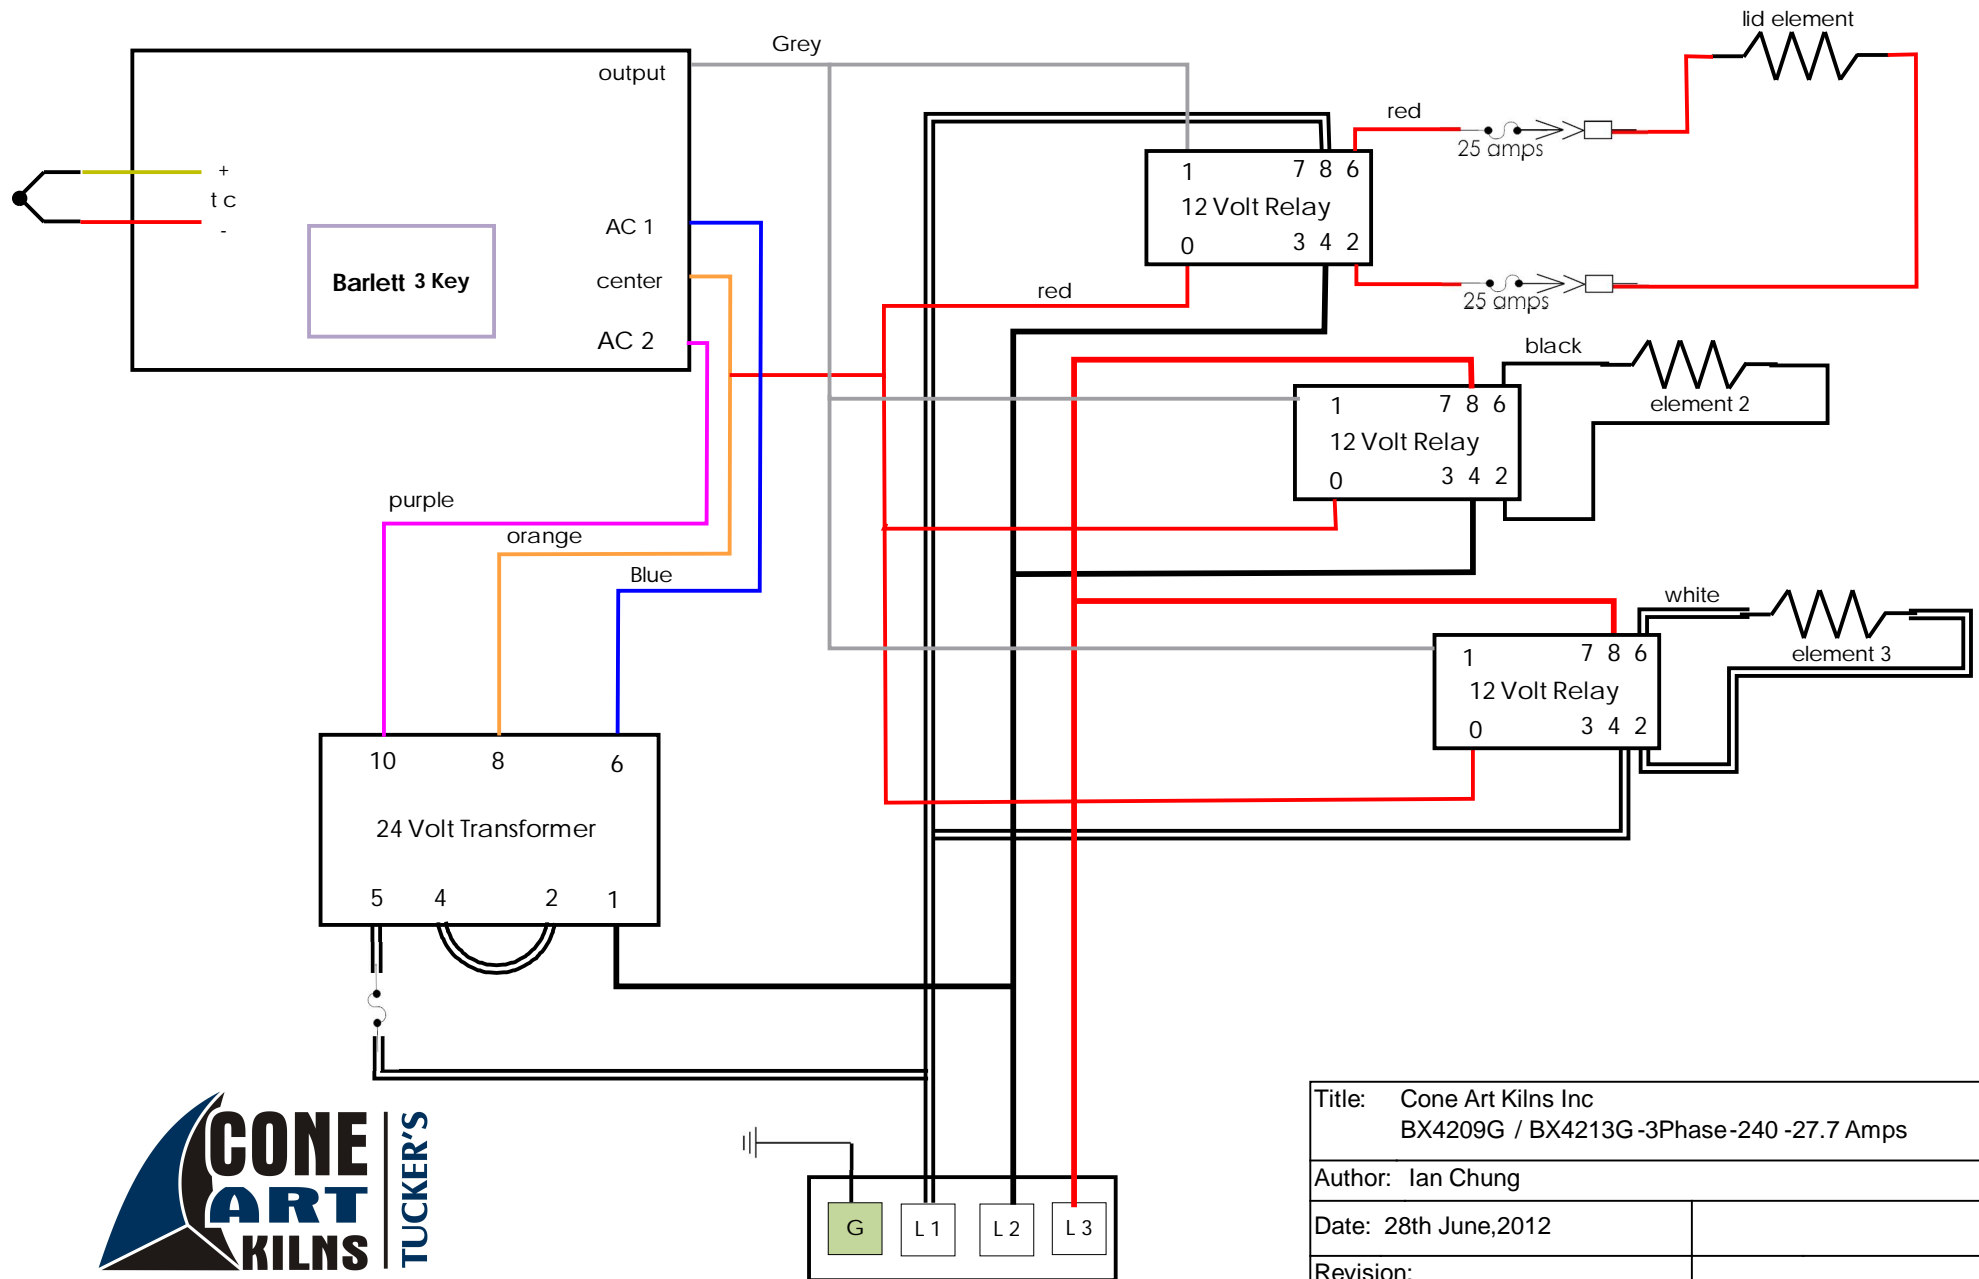 lid element
Grey
output
red
25 amps
1 7 8 6
12 Volt Relay
0 3 4 2
+
t c
-
AC 1
center
AC 2
Barlett 3 Key
red
25 amps
black
element 2
1 7 8 6
12 Volt Relay
0 3 4 2
purple
orange
Blue
white
element 3
1 7 8 6
12 Volt Relay
0 3 4 2
10 8 6
24 Volt Transformer
5 4 2 1
G L 1 L 2 L 3
CONE
ART
KILNS
TUCKER'S
Title: Cone Art Kilns Inc
BX4209G / BX4213G-3Phase-240 -27.7 Amps
Author: Ian Chung
Date: 28th June,2012
Revision: